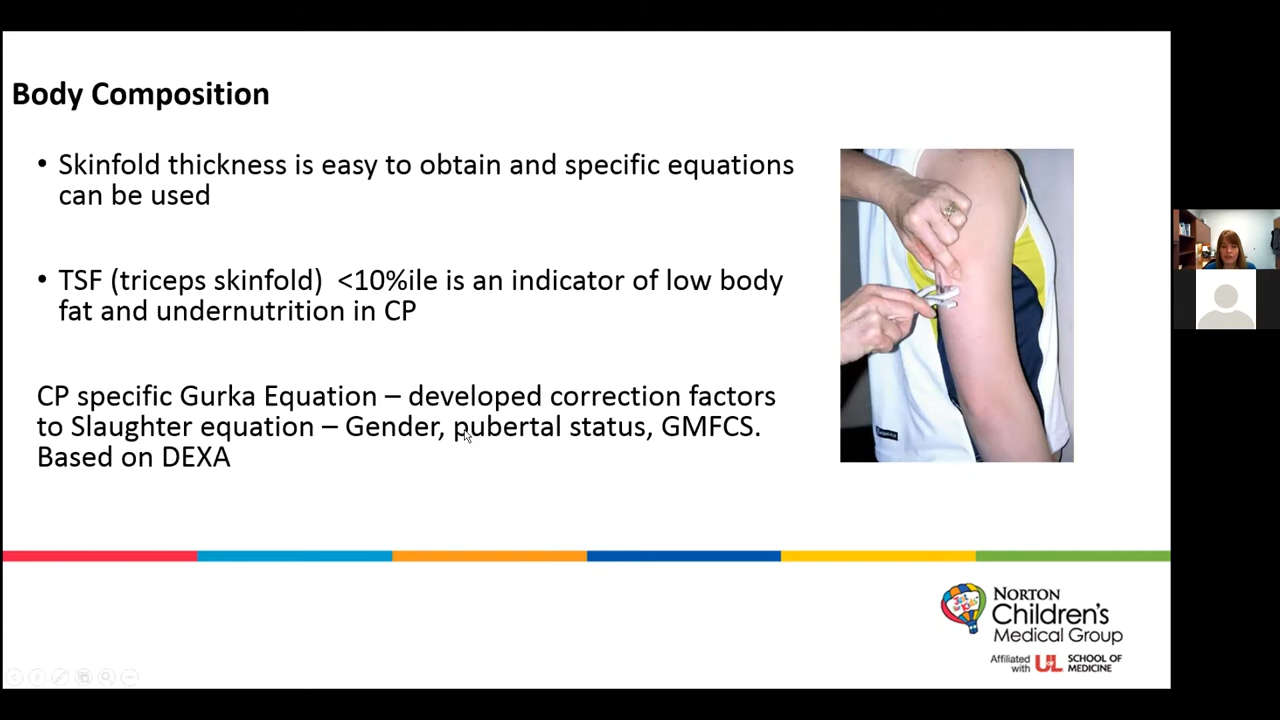 Body Composition
• Skinfold thickness is easy to obtain and specific equations
can be used
• TSF (triceps skinfold)  <10%ile is an indicator of low body
fat and undernutrition in CP
CP specific Gurka Equation – developed correction factors
to Slaughter equation – Gender, pubertal status, GMFCS.
Based on DEXA
Just for Kids
NORTON
Children's
Medical Group
Affiliated
with
UL
SCHOOL OF
MEDICINE